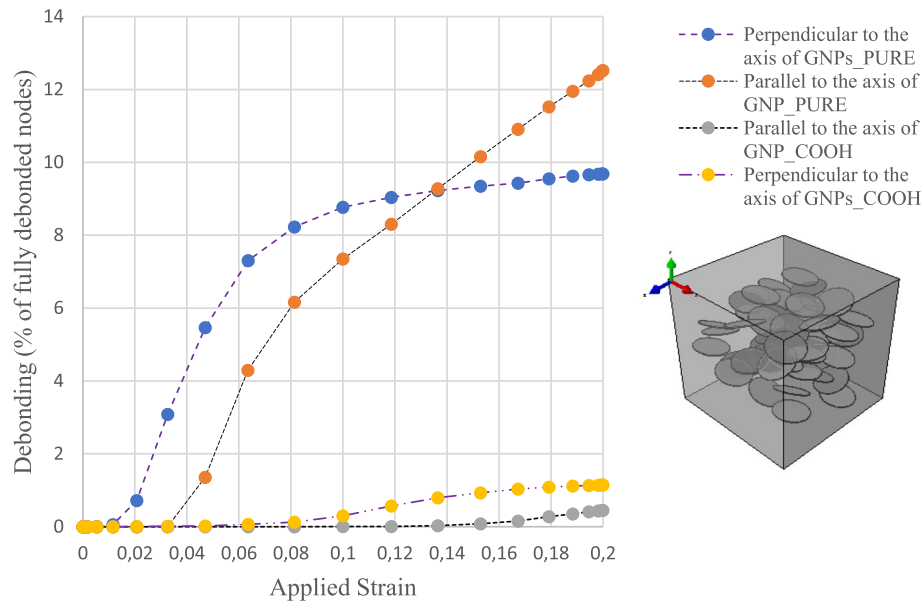 14
12
10
8
6
4
2
0
Debonding (% of fully debonded nodes)
0 0,02 0,04 0,06 0,08 0,1 0,12 0,14 0,16 0,18 0,2
Applied Strain
Perpendicular to the
axis of GNPs_PURE
Parallel to the axis of
GNP_PURE
Parallel to the axis of
GNP_COOH
Perpendicular to the
axis of GNPs_COOH